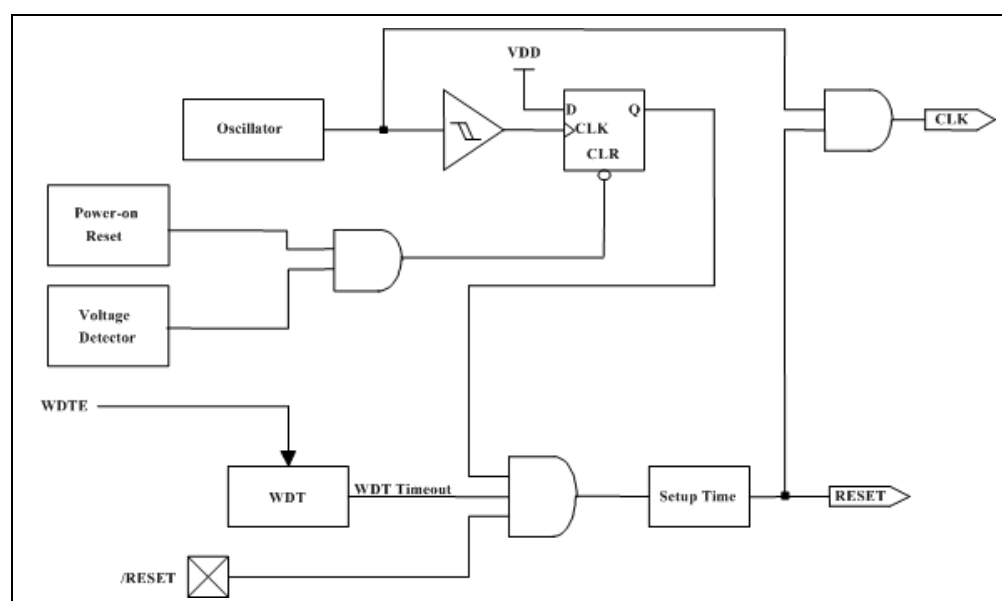 VDD
Oscillator
D
Q
CLK
CLR
CLK
Power-on
Reset
Voltage
Detector
WDTE
WDT
WDT Timeout
Setup Time
RESET
/RESET